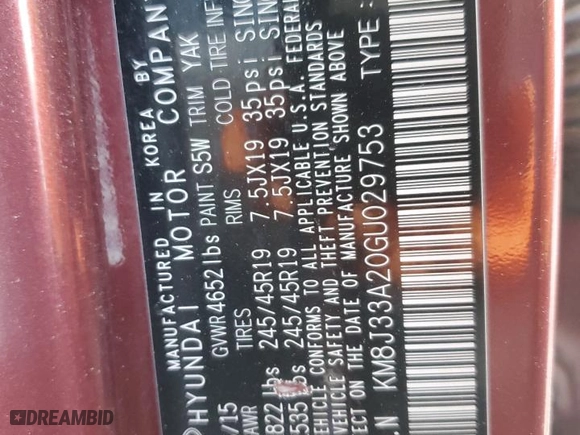 MANUFACTURED IN KOREA BY
HYUNDAI MOTOR COMPANY
/15 GVWR 4652 lbs PAINT S5W TRIM YAK
AWR TIRES RIMS COLD TIRE INF
822 lbs 245/45R19 7.5JX19 35psi SING
535 lbs 245/45R19 7.5JX19 35psi SING
VEHICLE CONFORMS TO ALL APPLICABLE U.S.A. FEDERAL
VEHICLE SAFETY AND THEFT PREVENTION STANDARDS
DATE OF MANUFACTURE SHOWN ABOVE
KM8J33A20GU029753 TYPE :
DREAMBID